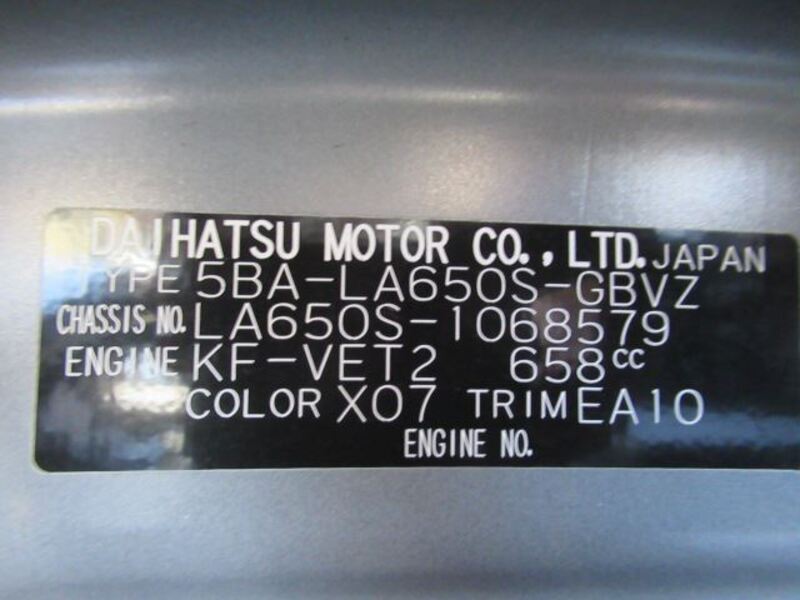 DAIHATSU MOTOR CO., LTD. JAPAN
TYPE 5BA-LA650S-GBVZ
CHASSIS NO. LA650S-1068579
ENGINE KF-VET2 658cc
COLOR X07 TRIM EA10
ENGINE NO.